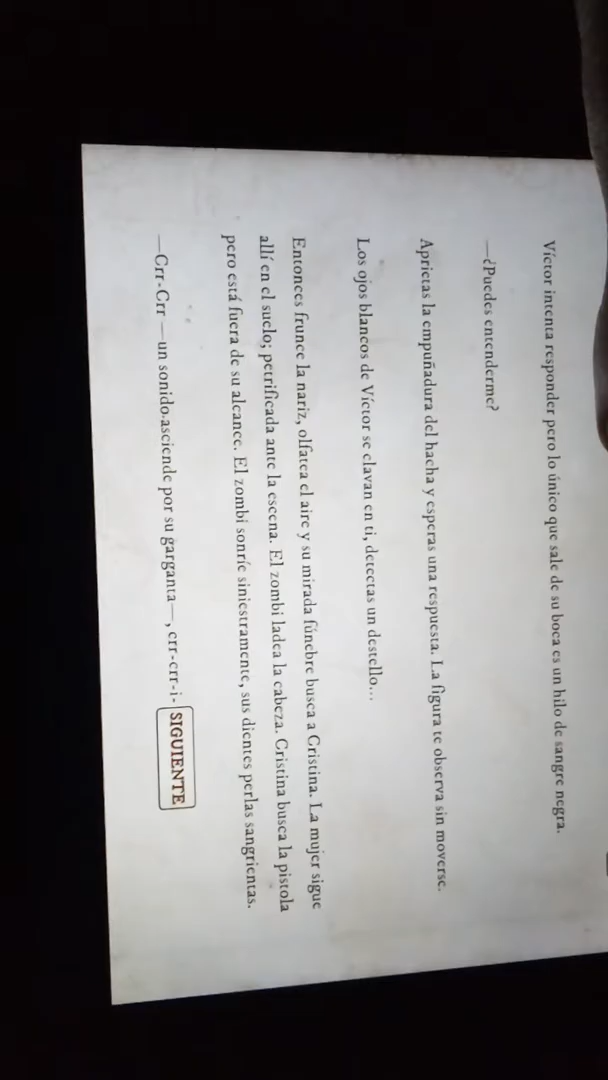 Víctor intenta responder pero lo único que sale de su boca es un hilo de sangre negra.
—¿Puedes entenderme?
Aprietas la empuñadura del hacha y esperas una respuesta. La figura te observa sin moverse.
Los ojos blancos de Víctor se clavan en ti, detectas un destello...
Entonces frunce la nariz, olfatea el aire y su mirada fúnebre busca a Cristina. La mujer sigue
allí en el suelo; petrificada ante la escena. El zombi ladea la cabeza. Cristina busca la pistola
pero está fuera de su alcance. El zombi sonríe siniestramente, sus dientes perlas sangrientas.
—Crr-Crr —un sonido asciende por su garganta—, crr-crr-i- SIGUIENTE